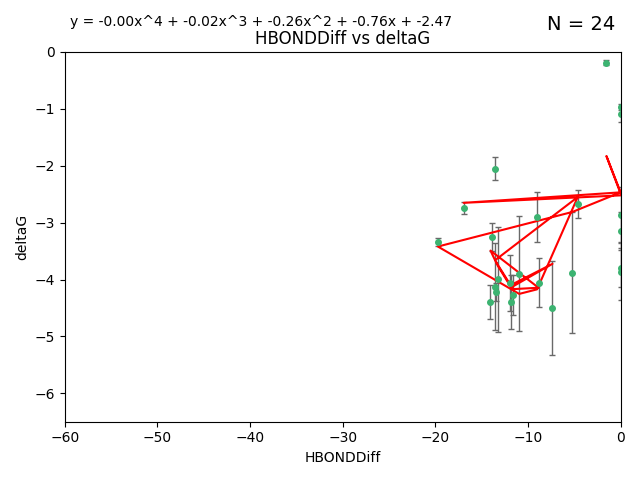 y = -0.00x^4 + -0.02x^3 + -0.26x^2 + -0.76x + -2.47
N = 24
HBONDDiff vs deltaG
0
−1
−2
−3
−4
−5
−6
deltaG
−60 −50 −40 −30 −20 −10 0
HBONDDiff